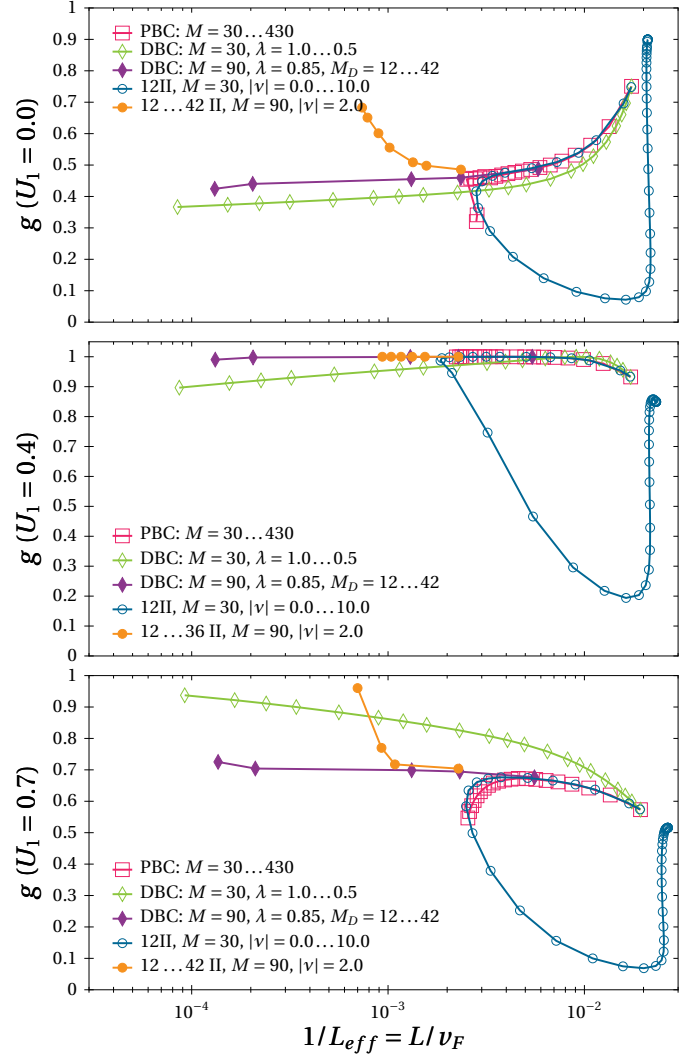 1
0.9
0.8
0.7
0.6
0.5
0.4
0.3
0.2
0.1
0
g (U₁ = 0.0)
PBC: M = 30…430
DBC: M = 30, λ = 1.0…0.5
DBC: M = 90, λ = 0.85, M_D = 12…42
12II, M = 30, |ν| = 0.0…10.0
12 …42 II, M = 90, |ν| = 2.0
1
0.9
0.8
0.7
0.6
0.5
0.4
0.3
0.2
0.1
0
g (U₁ = 0.4)
PBC: M = 30…430
DBC: M = 30, λ = 1.0…0.5
DBC: M = 90, λ = 0.85, M_D = 12…42
12II, M = 30, |ν| = 0.0…10.0
12 …36 II, M = 90, |ν| = 2.0
1
0.9
0.8
0.7
0.6
0.5
0.4
0.3
0.2
0.1
0
g (U₁ = 0.7)
PBC: M = 30…430
DBC: M = 30, λ = 1.0…0.5
DBC: M = 90, λ = 0.85, M_D = 12…42
12II, M = 30, |ν| = 0.0…10.0
12 …42 II, M = 90, |ν| = 2.0
10⁻⁴ 10⁻³ 10⁻²
1/L_eff = L/v_F